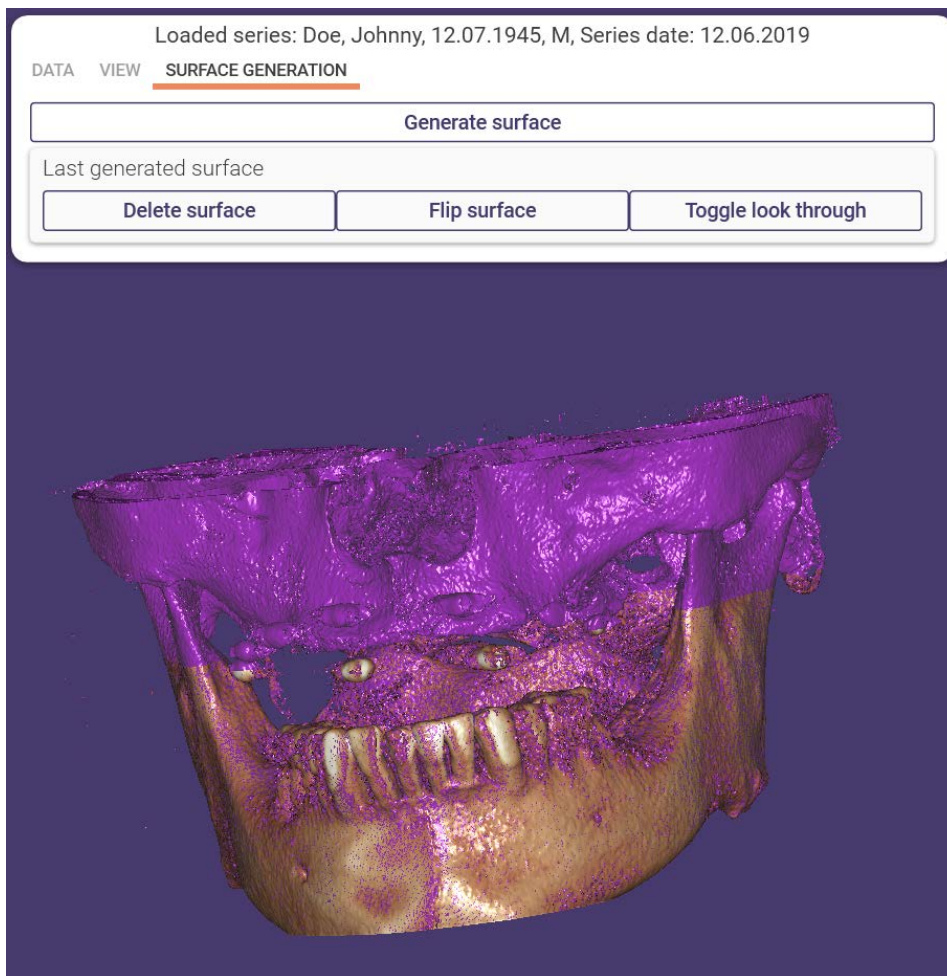 Loaded series: Doe, Johnny, 12.07.1945, M, Series date: 12.06.2019
DATA VIEW SURFACE GENERATION
Generate surface
Last generated surface
Delete surface Flip surface Toggle look through